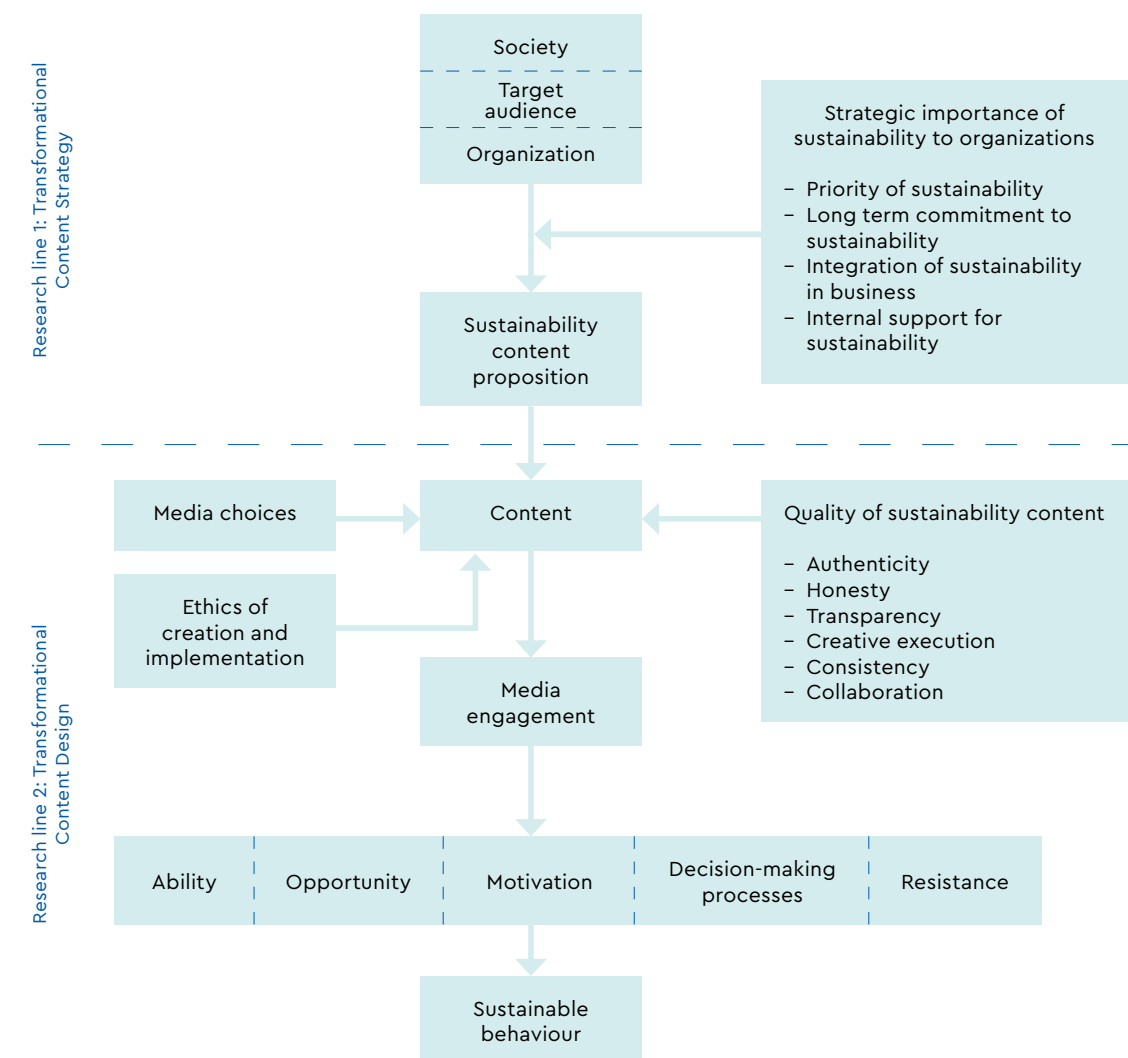 Research line 1: Transformational
Content Strategy
Society
Target
audience
Organization
Strategic importance of
sustainability to organizations
– Priority of sustainability
– Long term commitment to
sustainability
– Integration of sustainability
in business
– Internal support for
sustainability
Sustainability
content
proposition
Research line 2: Transformational
Content Design
Media choices
Content
Quality of sustainability content
– Authenticity
– Honesty
– Transparency
– Creative execution
– Consistency
– Collaboration
Ethics of
creation and
implementation
Media
engagement
Ability
Opportunity
Motivation
Decision-making
processes
Resistance
Sustainable
behaviour